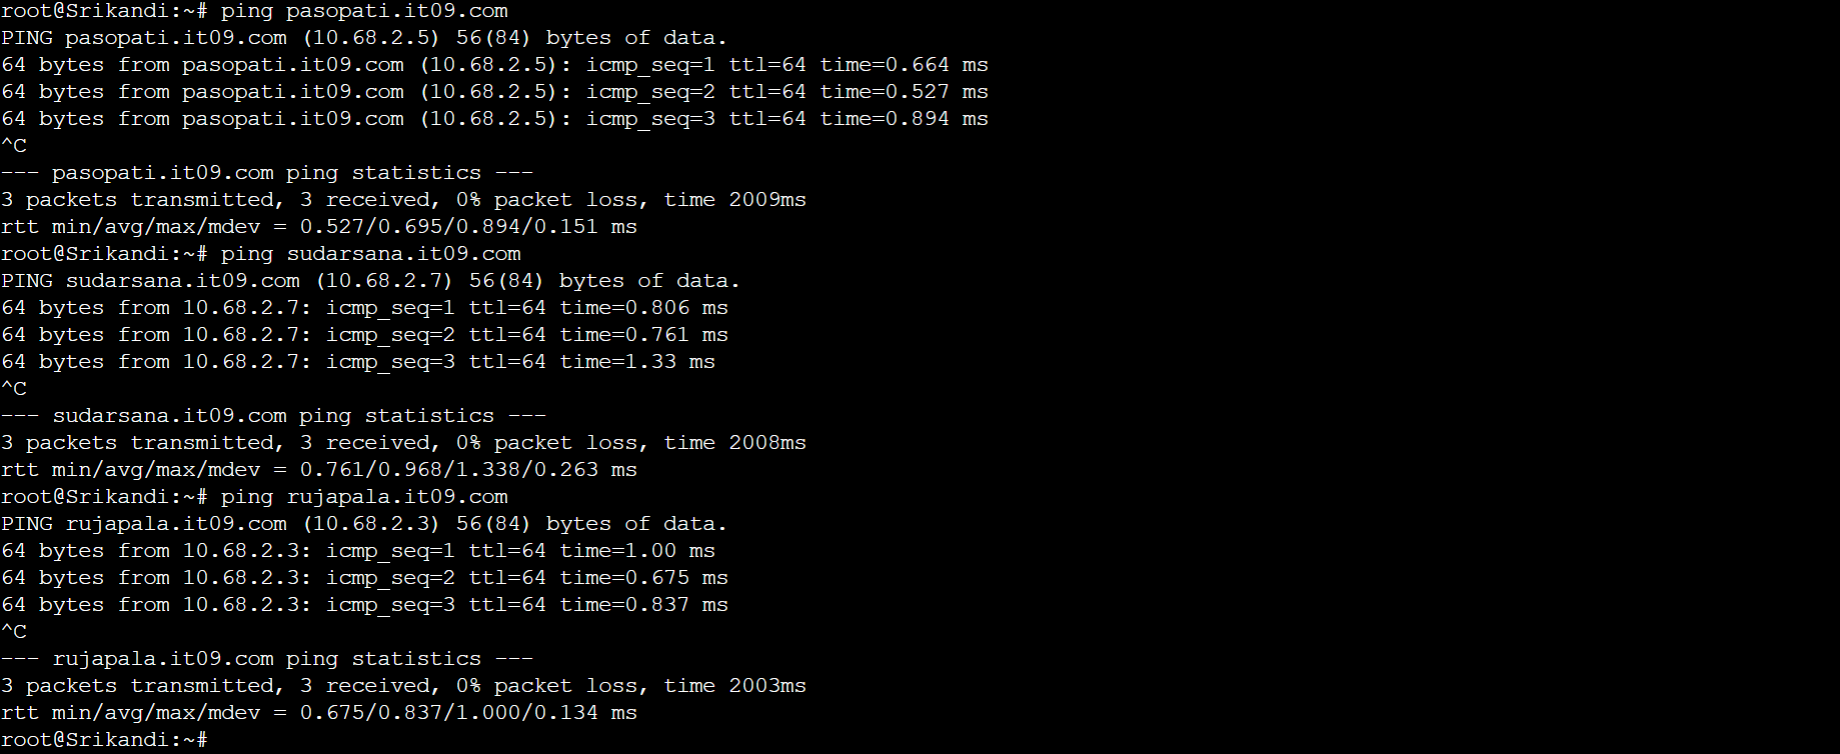 root@Srikandi:~# ping pasopati.it09.com
PING pasopati.it09.com (10.68.2.5) 56(84) bytes of data.
64 bytes from pasopati.it09.com (10.68.2.5): icmp_seq=1 ttl=64 time=0.664 ms
64 bytes from pasopati.it09.com (10.68.2.5): icmp_seq=2 ttl=64 time=0.527 ms
64 bytes from pasopati.it09.com (10.68.2.5): icmp_seq=3 ttl=64 time=0.894 ms
^C
--- pasopati.it09.com ping statistics ---
3 packets transmitted, 3 received, 0% packet loss, time 2009ms
rtt min/avg/max/mdev = 0.527/0.695/0.894/0.151 ms
root@Srikandi:~# ping sudarsana.it09.com
PING sudarsana.it09.com (10.68.2.7) 56(84) bytes of data.
64 bytes from 10.68.2.7: icmp_seq=1 ttl=64 time=0.806 ms
64 bytes from 10.68.2.7: icmp_seq=2 ttl=64 time=0.761 ms
64 bytes from 10.68.2.7: icmp_seq=3 ttl=64 time=1.33 ms
^C
--- sudarsana.it09.com ping statistics ---
3 packets transmitted, 3 received, 0% packet loss, time 2008ms
rtt min/avg/max/mdev = 0.761/0.968/1.338/0.263 ms
root@Srikandi:~# ping rujapala.it09.com
PING rujapala.it09.com (10.68.2.3) 56(84) bytes of data.
64 bytes from 10.68.2.3: icmp_seq=1 ttl=64 time=1.00 ms
64 bytes from 10.68.2.3: icmp_seq=2 ttl=64 time=0.675 ms
64 bytes from 10.68.2.3: icmp_seq=3 ttl=64 time=0.837 ms
^C
--- rujapala.it09.com ping statistics ---
3 packets transmitted, 3 received, 0% packet loss, time 2003ms
rtt min/avg/max/mdev = 0.675/0.837/1.000/0.134 ms
root@Srikandi:~#